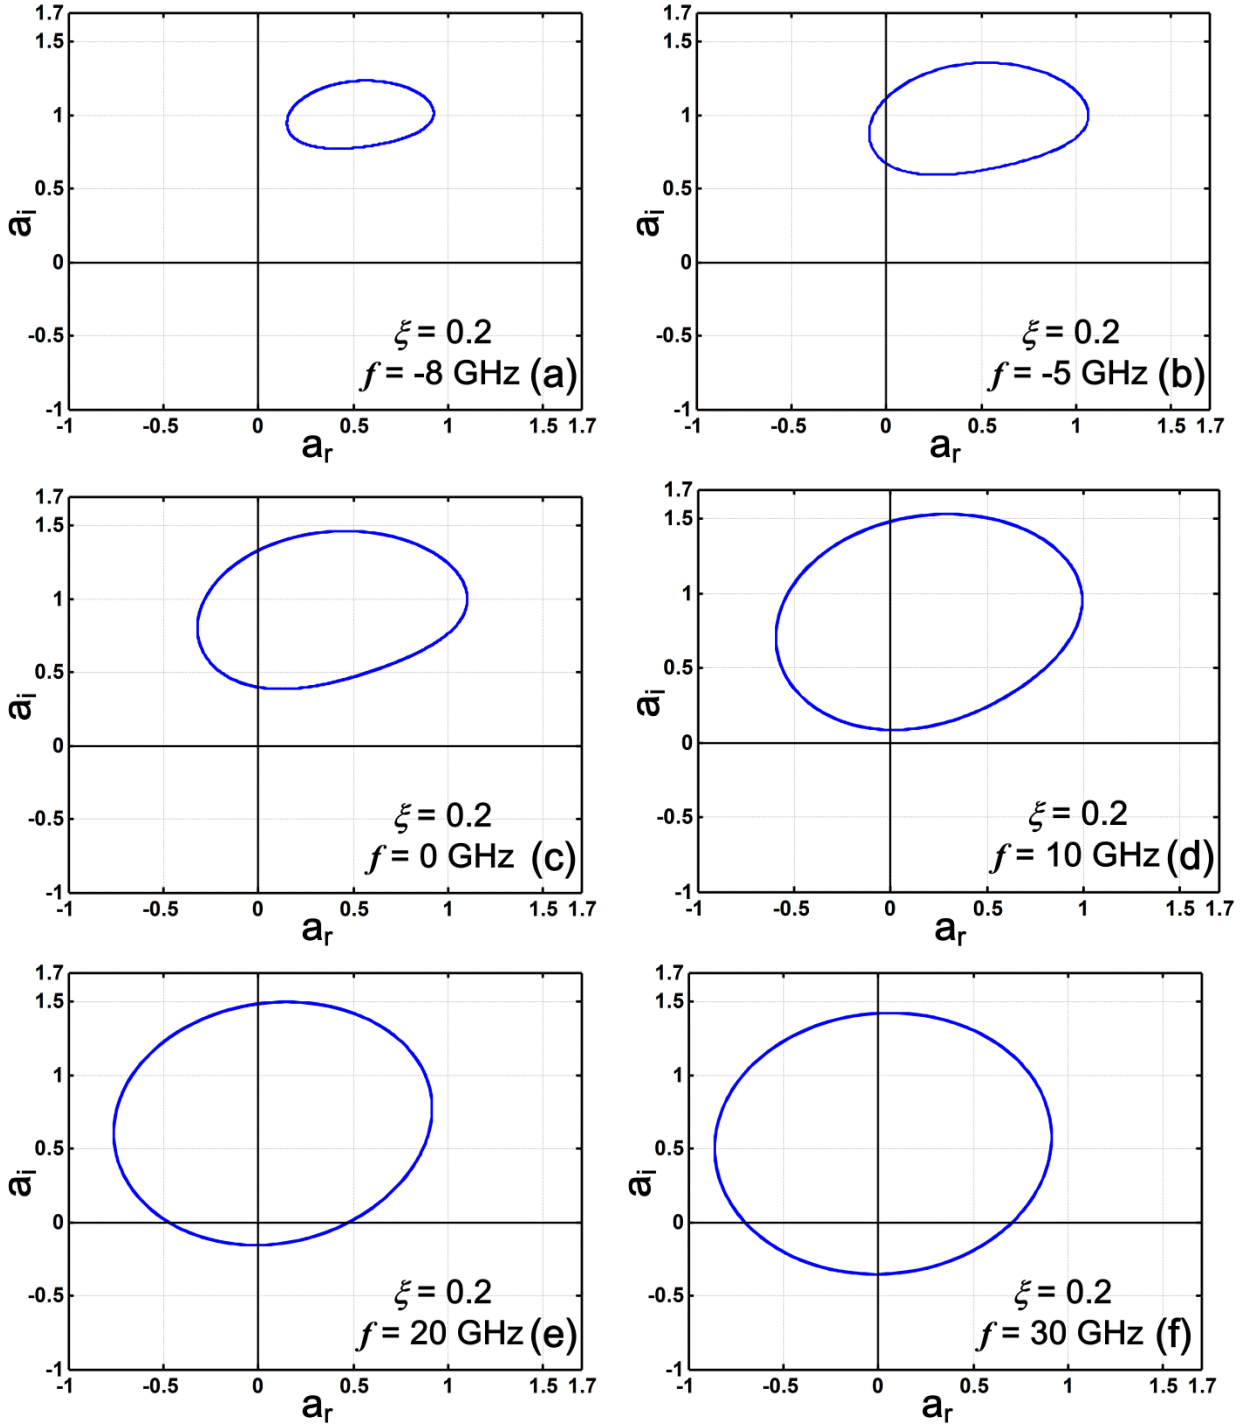 1.7
1.5
1
0.5
0
-0.5
-1
-1 -0.5 0 0.5 1 1.5 1.7
a_i
a_r
ξ = 0.2
f = -8 GHz (a)
1.7
1.5
1
0.5
0
-0.5
-1
-1 -0.5 0 0.5 1 1.5 1.7
a_i
a_r
ξ = 0.2
f = -5 GHz (b)
1.7
1.5
1
0.5
0
-0.5
-1
-1 -0.5 0 0.5 1 1.5 1.7
a_i
a_r
ξ = 0.2
f = 0 GHz (c)
1.7
1.5
1
0.5
0
-0.5
-1
-1 -0.5 0 0.5 1 1.5 1.7
a_i
a_r
ξ = 0.2
f = 10 GHz (d)
1.7
1.5
1
0.5
0
-0.5
-1
-1 -0.5 0 0.5 1 1.5 1.7
a_i
a_r
ξ = 0.2
f = 20 GHz (e)
1.7
1.5
1
0.5
0
-0.5
-1
-1 -0.5 0 0.5 1 1.5 1.7
a_i
a_r
ξ = 0.2
f = 30 GHz (f)